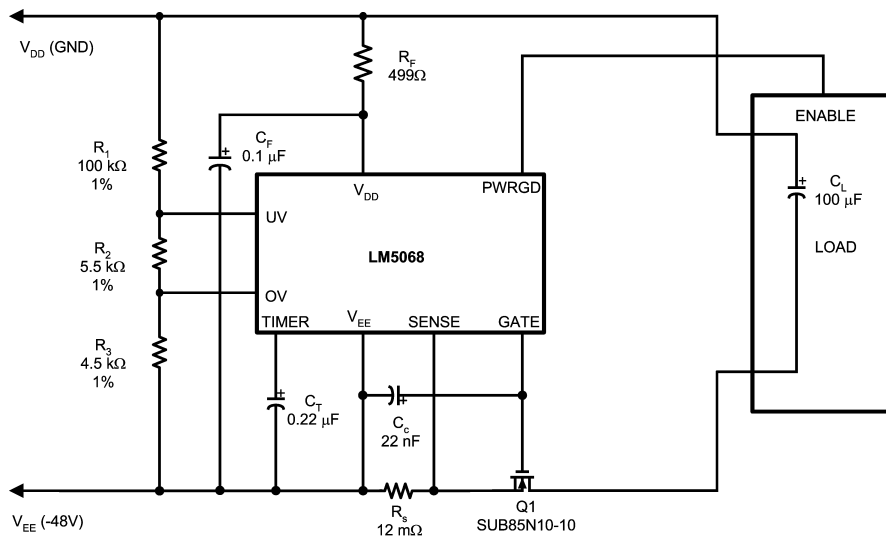 V_DD (GND)
R_F
499Ω
ENABLE
C_F
0.1 μF
R_1
100 kΩ
1%
V_DD
PWRGD
C_L
100 μF
UV
R_2
5.5 kΩ
1%
LM5068
LOAD
OV
TIMER
V_EE
SENSE
GATE
R_3
4.5 kΩ
1%
C_T
0.22 μF
C_c
22 nF
V_EE (-48V)
R_s
12 mΩ
Q1
SUB85N10-10